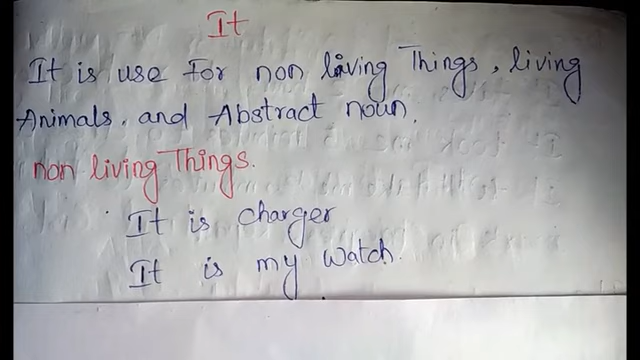 It
It is use For non living Things, living
Animals, and Abstract noun.
non living Things.
It is charger
It is my watch.